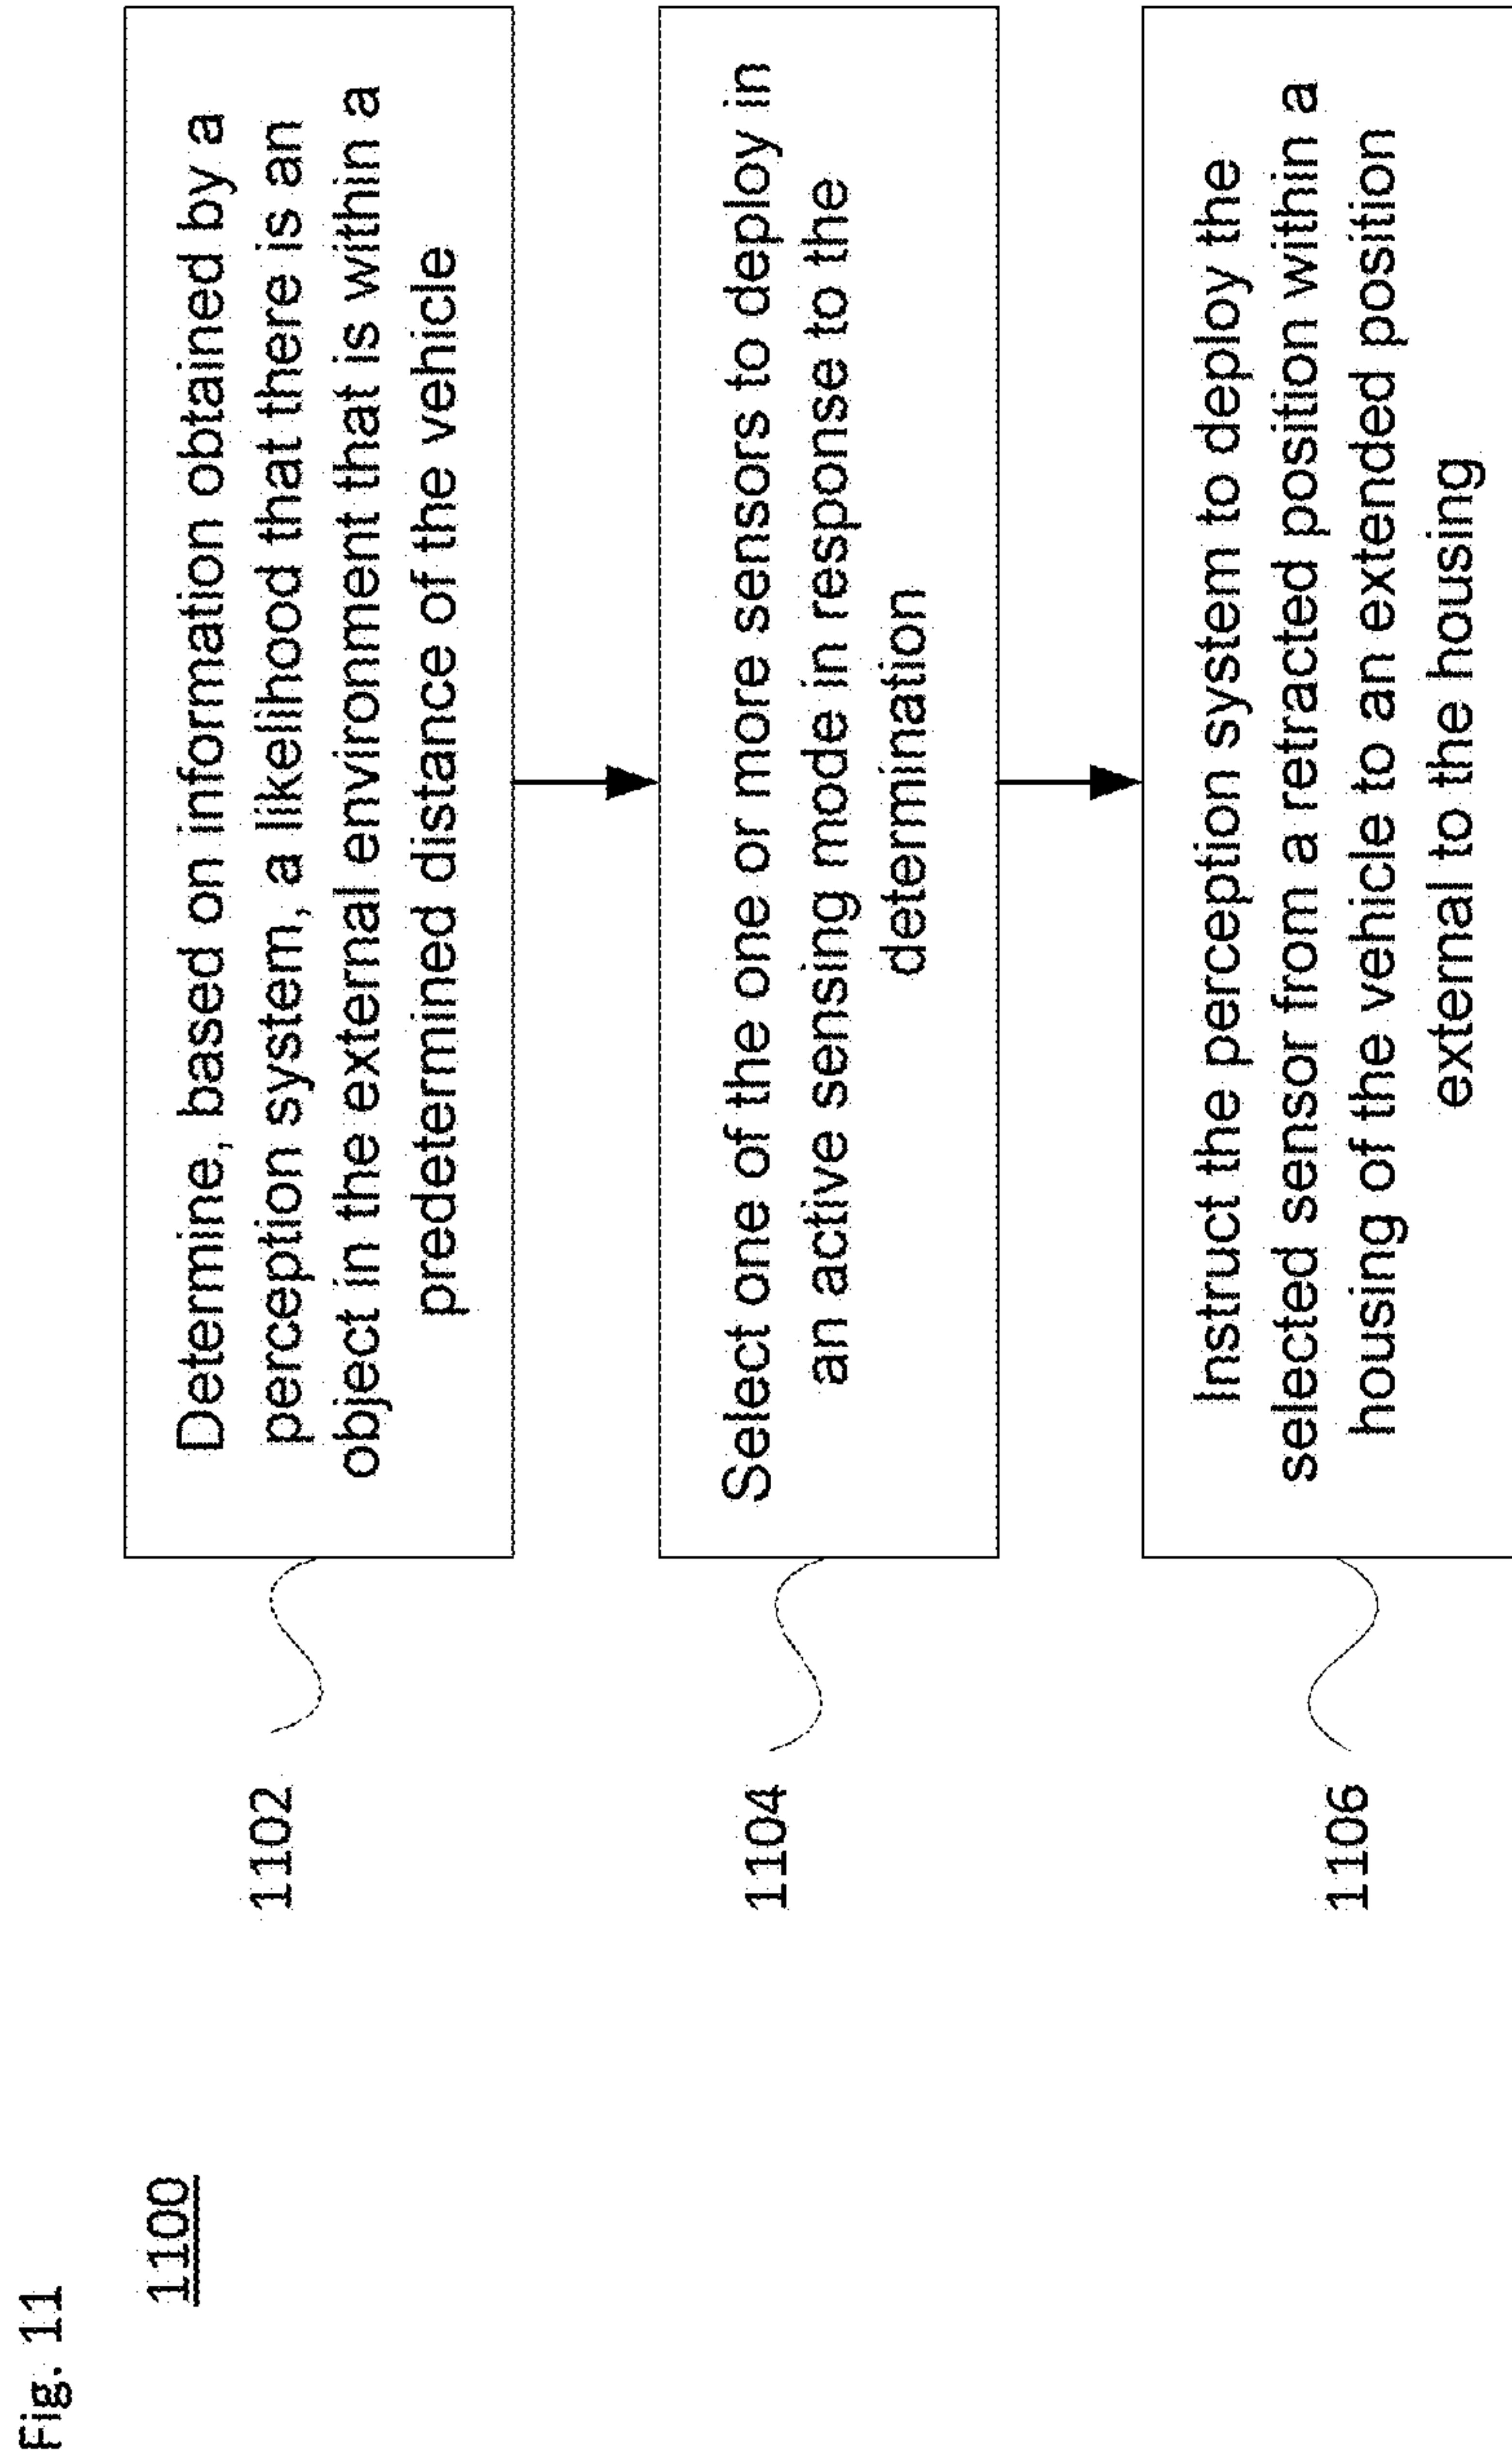 Fig. 11
1100
1102
Determine, based on information obtained by a
perception system, a likelihood that there is an
object in the external environment that is within a
predetermined distance of the vehicle
1104
Select one of the one or more sensors to deploy in
an active sensing mode in response to the
determination
1106
Instruct the perception system to deploy the
selected sensor from a retracted position within a
housing of the vehicle to an extended position
external to the housing